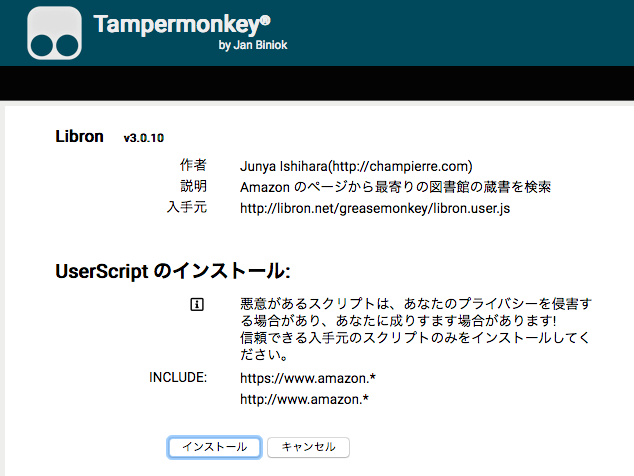 Tampermonkey®
by Jan Biniok
Libron v3.0.10
作者 Junya Ishihara(http://champierre.com)
説明 Amazon のページから最寄りの図書館の蔵書を検索
入手元 http://libron.net/greasemonkey/libron.user.js
UserScript のインストール:
悪意があるスクリプトは、あなたのプライバシーを侵害す
る場合があり、あなたに成りすます場合があります!
信頼できる入手元のスクリプトのみをインストールしてく
ださい。
INCLUDE: https://www.amazon.*
http://www.amazon.*
インストール キャンセル